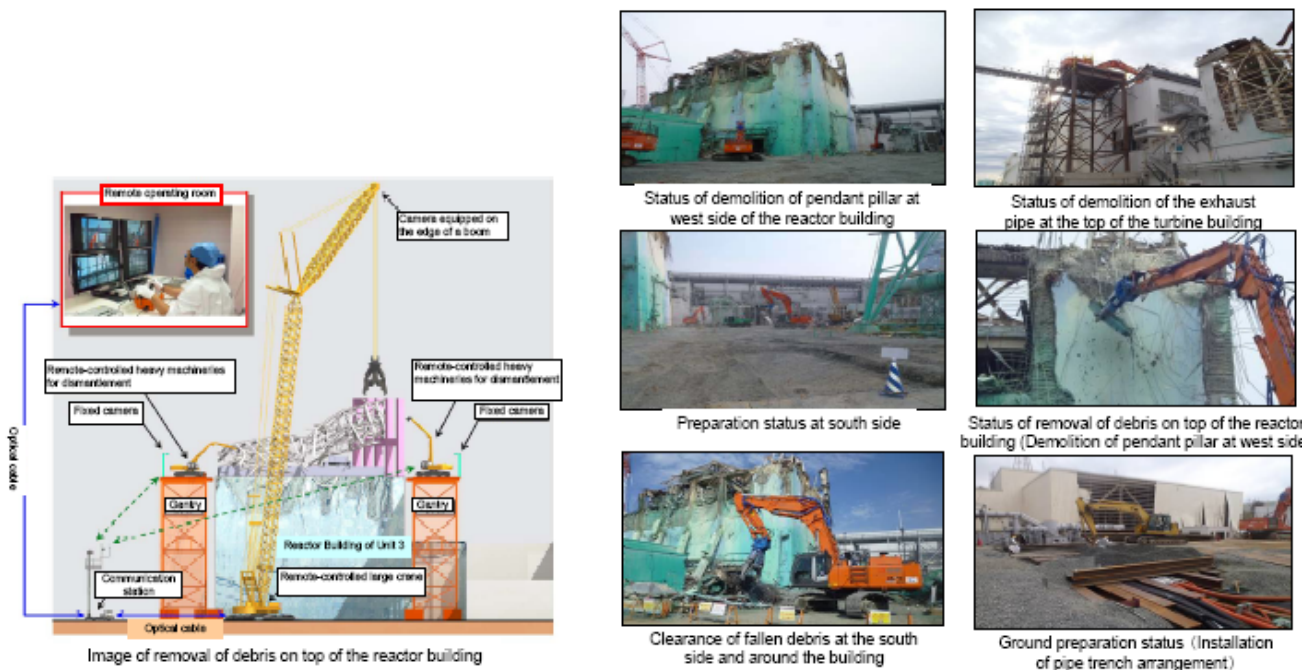 Remote operating room
Camera equipped on
the edge of a boom
Remote-controlled heavy machineries
for dismantlement
Remote-controlled heavy
machineries for dismantlement
Fixed camera
Fixed camera
Optical cable
Gantry
Gantry
Reactor Building of Unit 3
Remote-controlled large crane
Communication
station
Optical cable
Image of removal of debris on top of the reactor building
Status of demolition of pendant pillar at
west side of the reactor building
Status of demolition of the exhaust
pipe at the top of the turbine building
Preparation status at south side
Status of removal of debris on top of the reactor
building (Demolition of pendant pillar at west side
Clearance of fallen debris at the south
side and around the building
Ground preparation status (Installation
of pipe trench arrangement)